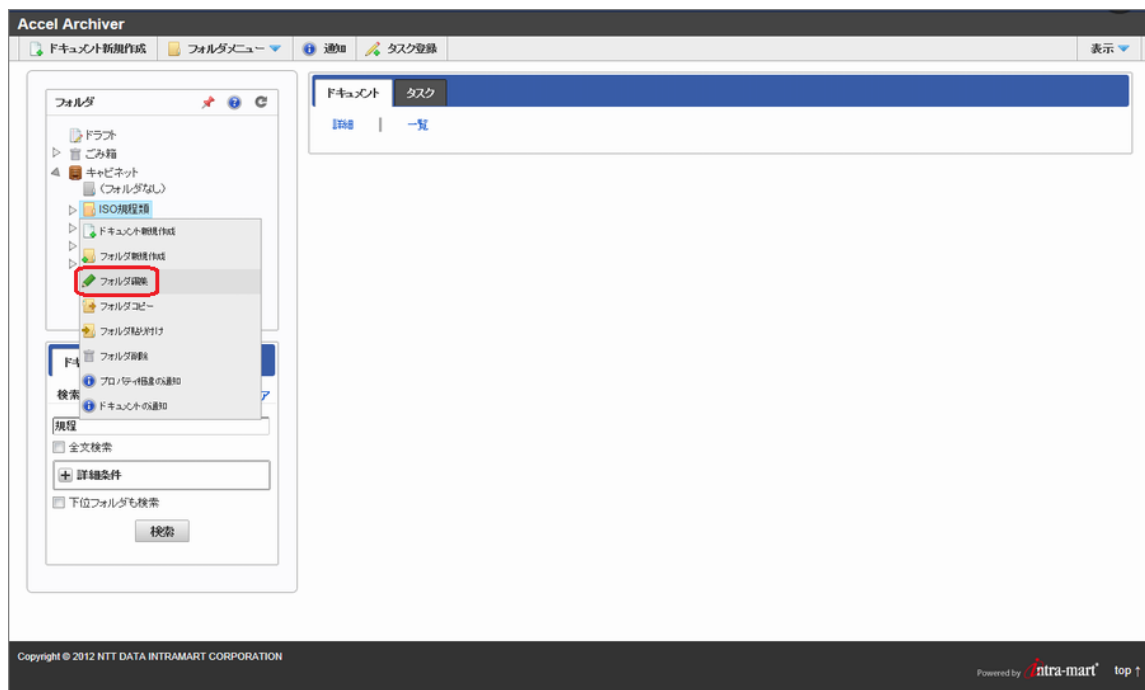 Accel Archiver
ドキュメント新規作成 フォルダメニュー 通知 タスク登録 表示
フォルダ
ドラフト
ごみ箱
キャビネット
(フォルダなし)
ISO規程類
ドキュメント新規作成
フォルダ新規作成
フォルダ編集
フォルダコピー
フォルダ貼り付け
フォルダ削除
プロパティ格差の通知
ドキュメントの通知
検索
規程
全文検索
詳細条件
下位フォルダも検索
検索
ドキュメント タスク
詳細 | 一覧
Copyright © 2012 NTT DATA INTRAMART CORPORATION
Powered by intra-mart top ↑